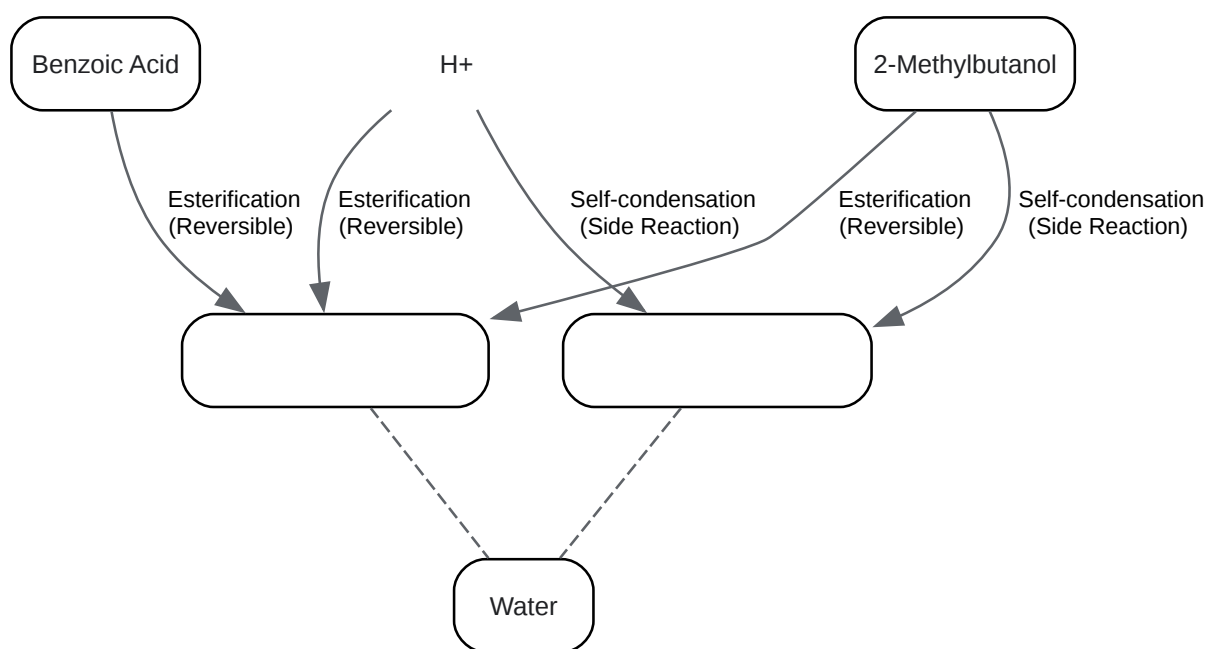 Benzoic Acid
H+
2-Methylbutanol
Esterification
(Reversible)
Esterification
(Reversible)
Self-condensation
(Side Reaction)
Esterification
(Reversible)
Self-condensation
(Side Reaction)
Water